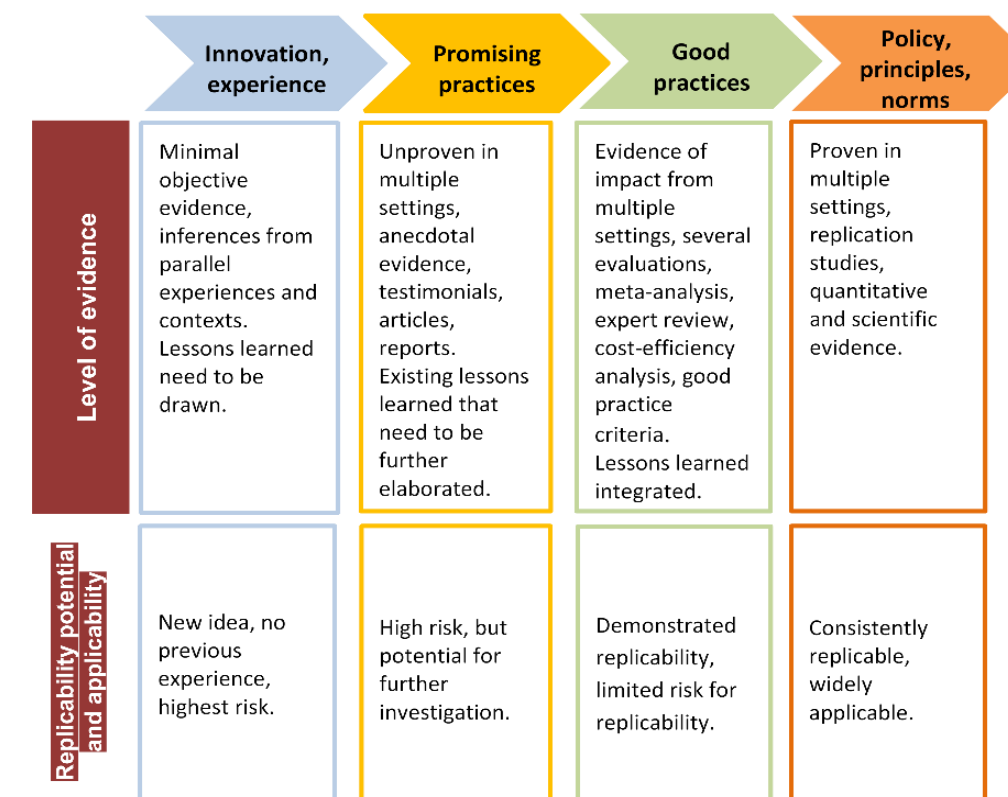 Innovation,
experience
Promising
practices
Good
practices
Policy,
principles,
norms
Level of evidence
Minimal
objective
evidence,
inferences from
parallel
experiences and
contexts.
Lessons learned
need to be
drawn.
Unproven in
multiple
settings,
anecdotal
evidence,
testimonials,
articles,
reports.
Existing lessons
learned that
need to be
further
elaborated.
Evidence of
impact from
multiple
settings, several
evaluations,
meta-analysis,
expert review,
cost-efficiency
analysis, good
practice
criteria.
Lessons learned
integrated.
Proven in
multiple
settings,
replication
studies,
quantitative
and scientific
evidence.
Replicability potential
and applicability
New idea, no
previous
experience,
highest risk.
High risk, but
potential for
further
investigation.
Demonstrated
replicability,
limited risk for
replicability.
Consistently
replicable,
widely
applicable.